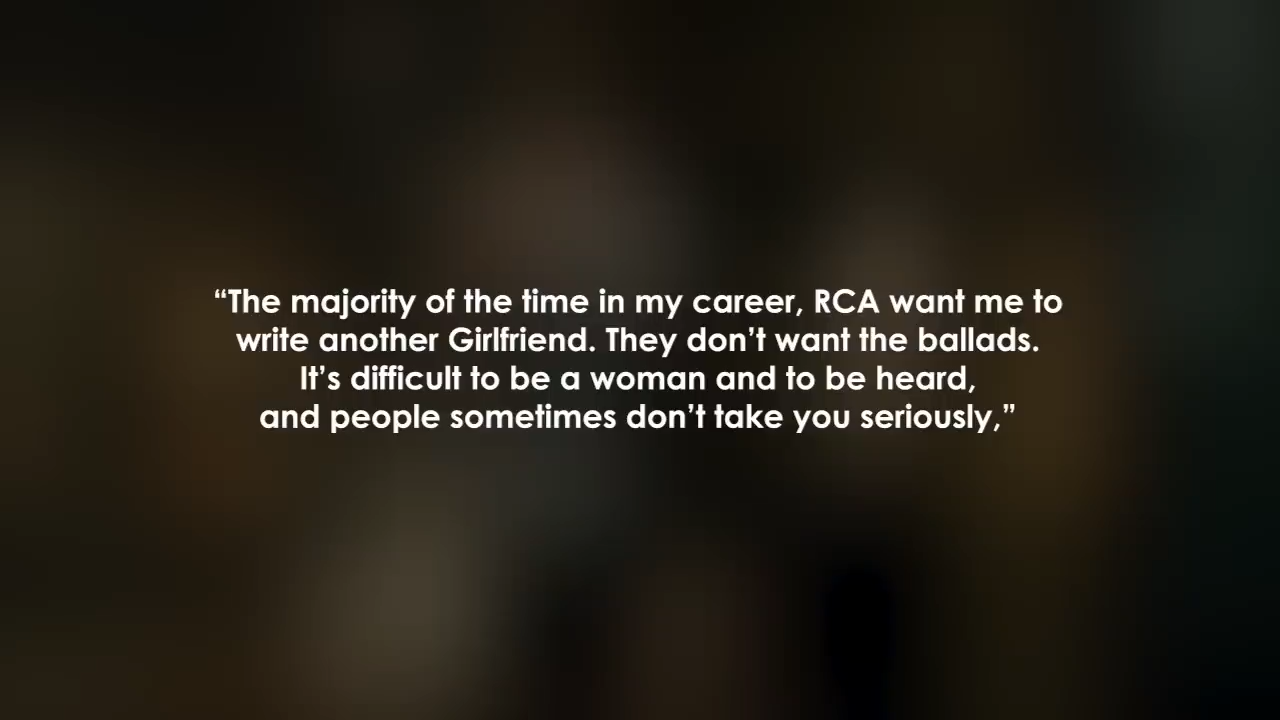 “The majority of the time in my career, RCA want me to
write another Girlfriend. They don’t want the ballads.
It’s difficult to be a woman and to be heard,
and people sometimes don’t take you seriously,”